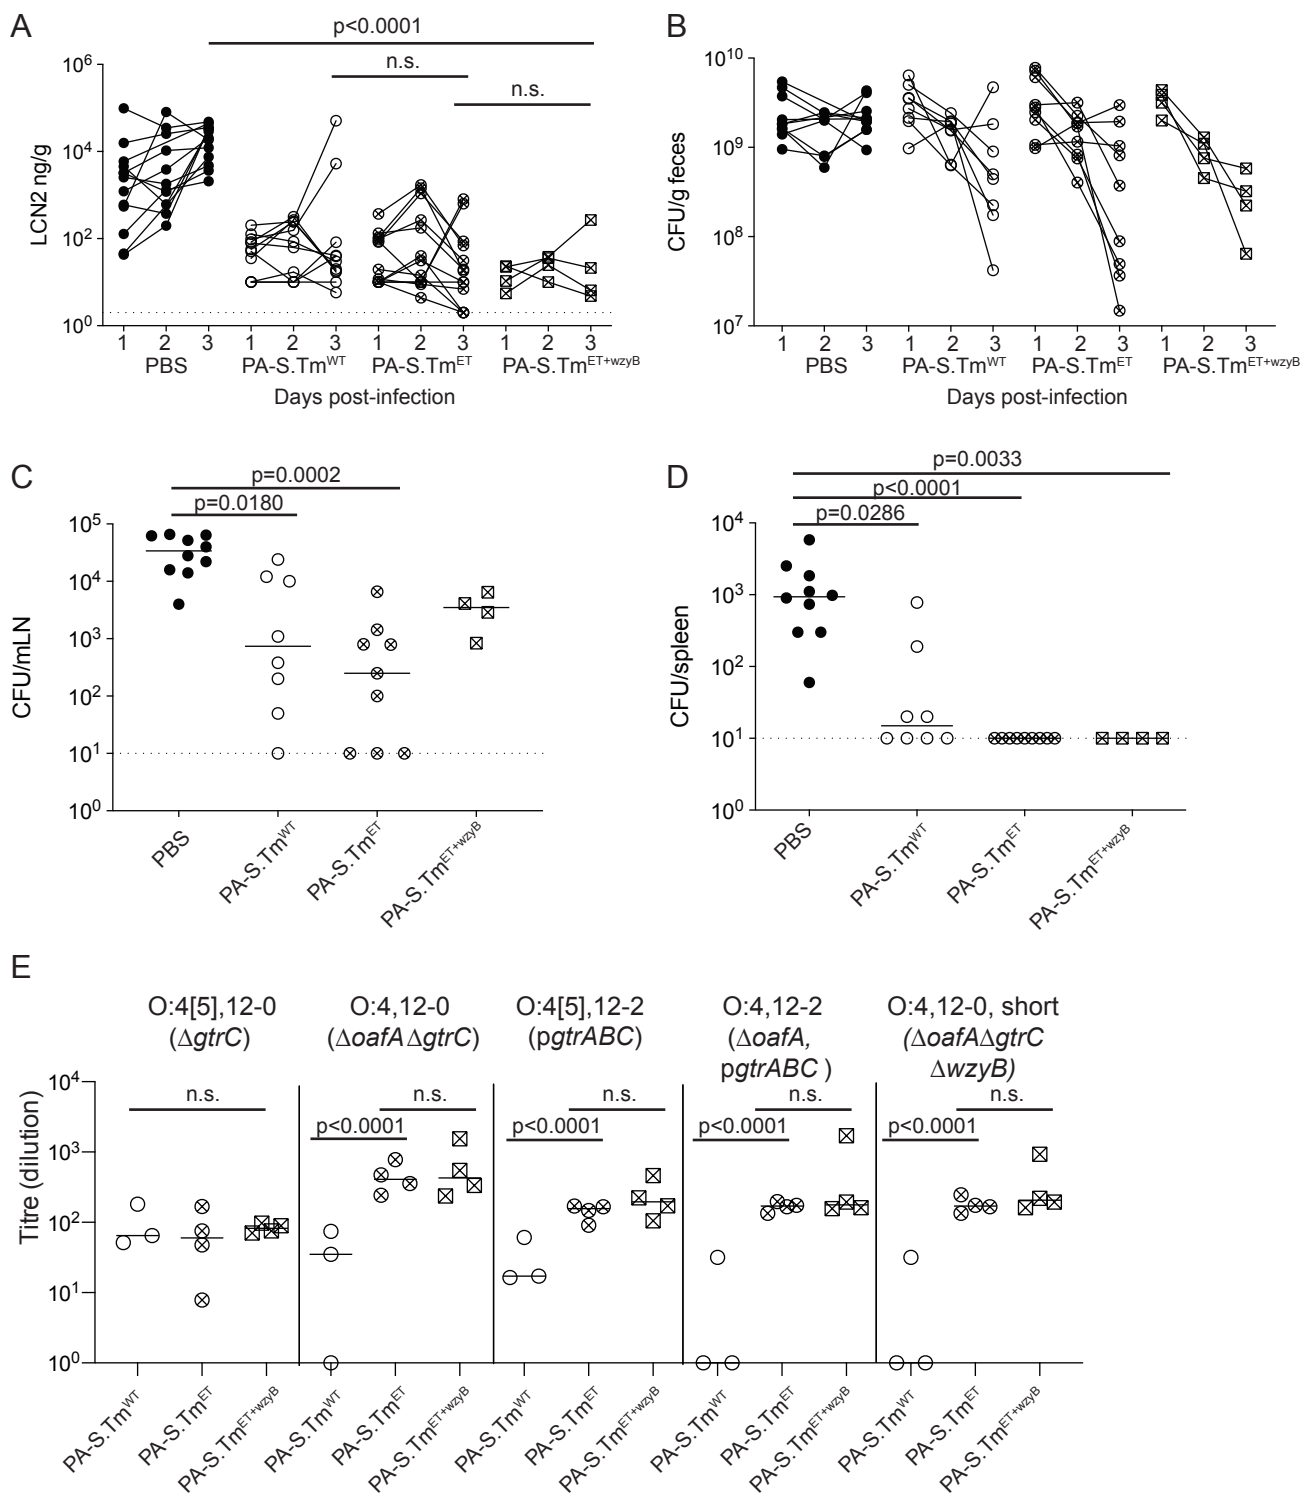 A
p<0.0001
n.s.
n.s.
LCN2 ng/g
10^6
10^4
10^2
10^0
1 2 3 1 2 3 1 2 3 1 2 3
PBS PA-S.Tm^WT PA-S.Tm^ET PA-S.Tm^ET+wzyB
Days post-infection
B
CFU/g feces
10^10
10^9
10^8
10^7
1 2 3 1 2 3 1 2 3 1 2 3
PBS PA-S.Tm^WT PA-S.Tm^ET PA-S.Tm^ET+wzyB
Days post-infection
C
p=0.0002
p=0.0180
CFU/mLN
10^5
10^4
10^3
10^2
10^1
10^0
PBS
PA-S.Tm^WT
PA-S.Tm^ET
PA-S.Tm^ET+wzyB
D
p=0.0033
p<0.0001
p=0.0286
CFU/spleen
10^4
10^3
10^2
10^1
10^0
PBS
PA-S.Tm^WT
PA-S.Tm^ET
PA-S.Tm^ET+wzyB
E
O:4[5],12-0
(ΔgtrC)
O:4,12-0
(ΔoafAΔgtrC)
O:4[5],12-2
(pgtrABC)
O:4,12-2
(ΔoafA,
pgtrABC )
O:4,12-0, short
(ΔoafAΔgtrC
ΔwzyB)
Titre (dilution)
10^4
10^3
10^2
10^1
10^0
n.s.
n.s.
p<0.0001
n.s.
p<0.0001
n.s.
p<0.0001
n.s.
p<0.0001
PA-S.Tm^WT
PA-S.Tm^ET
PA-S.Tm^ET+wzyB
PA-S.Tm^WT
PA-S.Tm^ET
PA-S.Tm^ET+wzyB
PA-S.Tm^WT
PA-S.Tm^ET
PA-S.Tm^ET+wzyB
PA-S.Tm^WT
PA-S.Tm^ET
PA-S.Tm^ET+wzyB
PA-S.Tm^WT
PA-S.Tm^ET
PA-S.Tm^ET+wzyB